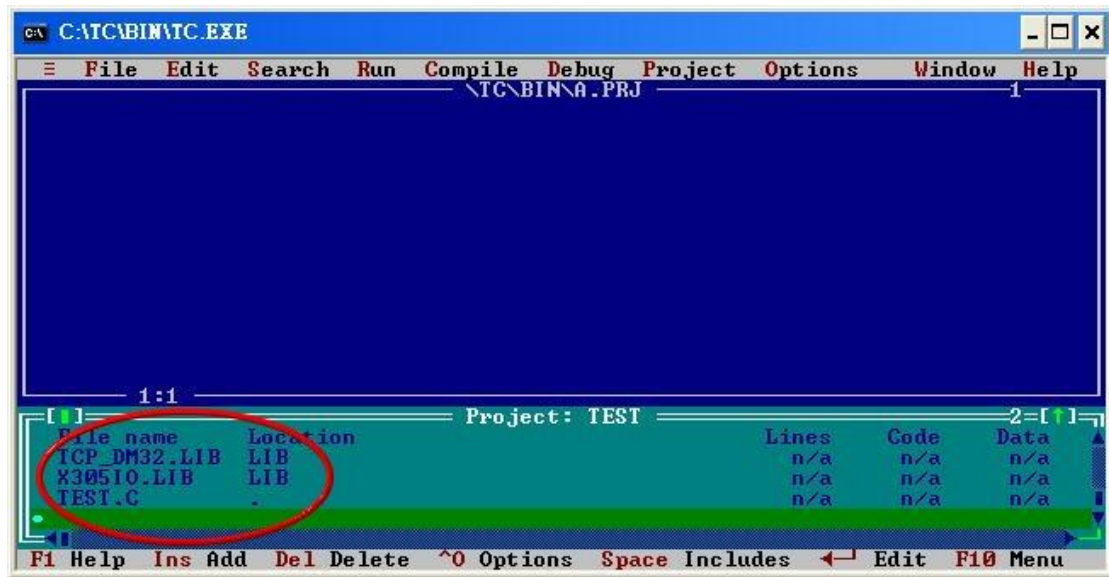 C:\TC\BIN\TC.EXE
≡ File Edit Search Run Compile Debug Project Options Window Help
\TC\BIN\A.PRJ 1
1:1
Project: TEST 2
File name Location Lines Code Data
TCP_DM32.LIB LIB n/a n/a n/a
X305IO.LIB LIB n/a n/a n/a
TEST.C . n/a n/a n/a
F1 Help Ins Add Del Delete ^O Options Space Includes ←┘ Edit F10 Menu